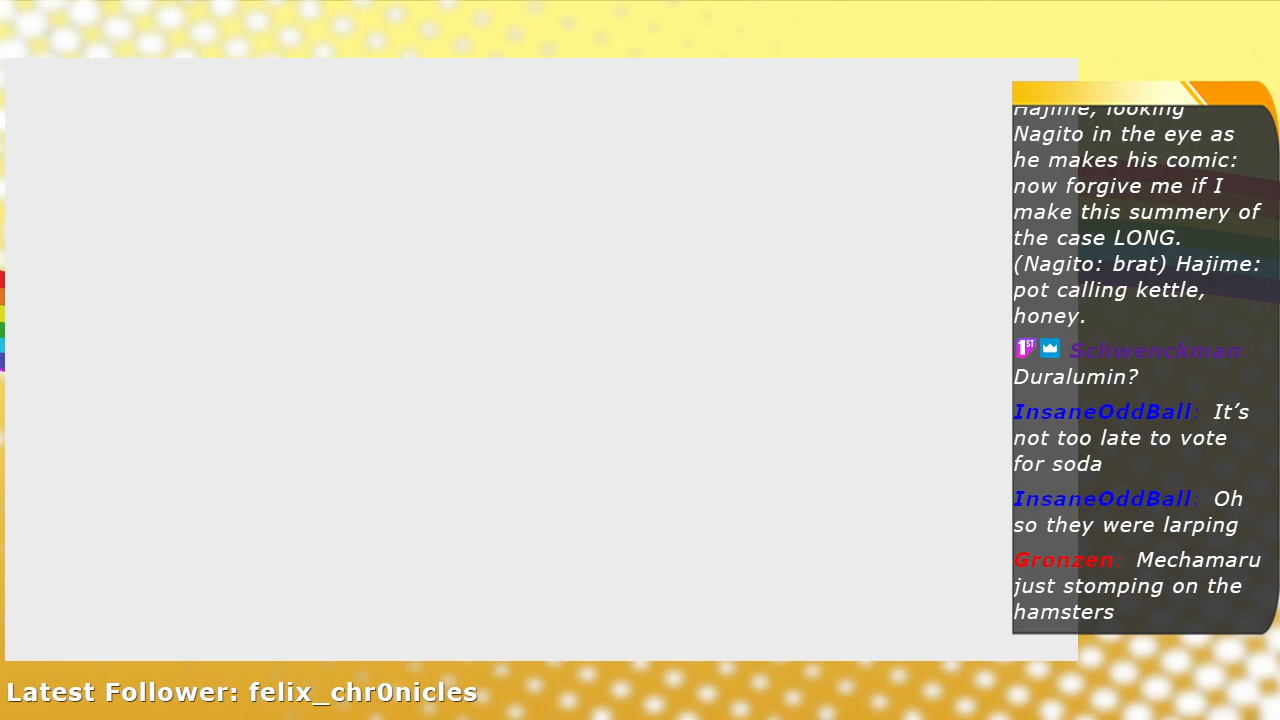 Hajime, looking
Nagito in the eye as
he makes his comic:
now forgive me if I
make this summery of
the case LONG.
(Nagito: brat) Hajime:
pot calling kettle,
honey.
1ST Schwenckman:
Duralumin?
InsaneOddBall: It’s
not too late to vote
for soda
InsaneOddBall: Oh
so they were larping
Gronzen: Mechamaru
just stomping on the
hamsters
Latest Follower: felix_chr0nicles